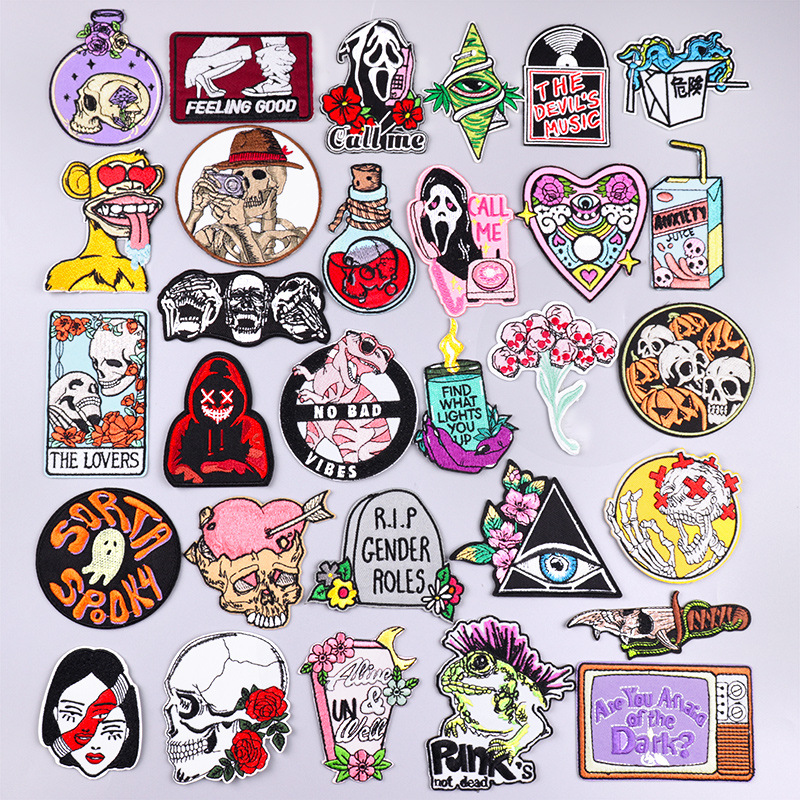 FEELING GOOD
Call me
THE
DEVIL'S
MUSIC
危険
CALL
ME
ANXIETY
JUICE
THE LOVERS
NO BAD
VIBES
FIND
WHAT
LIGHTS
YOU
UP
SORTA
SPOOKY
R.I.P
GENDER
ROLES
Alive
UN &
Well
PUNK's
not dead
Are You Afraid
of the
Dark?